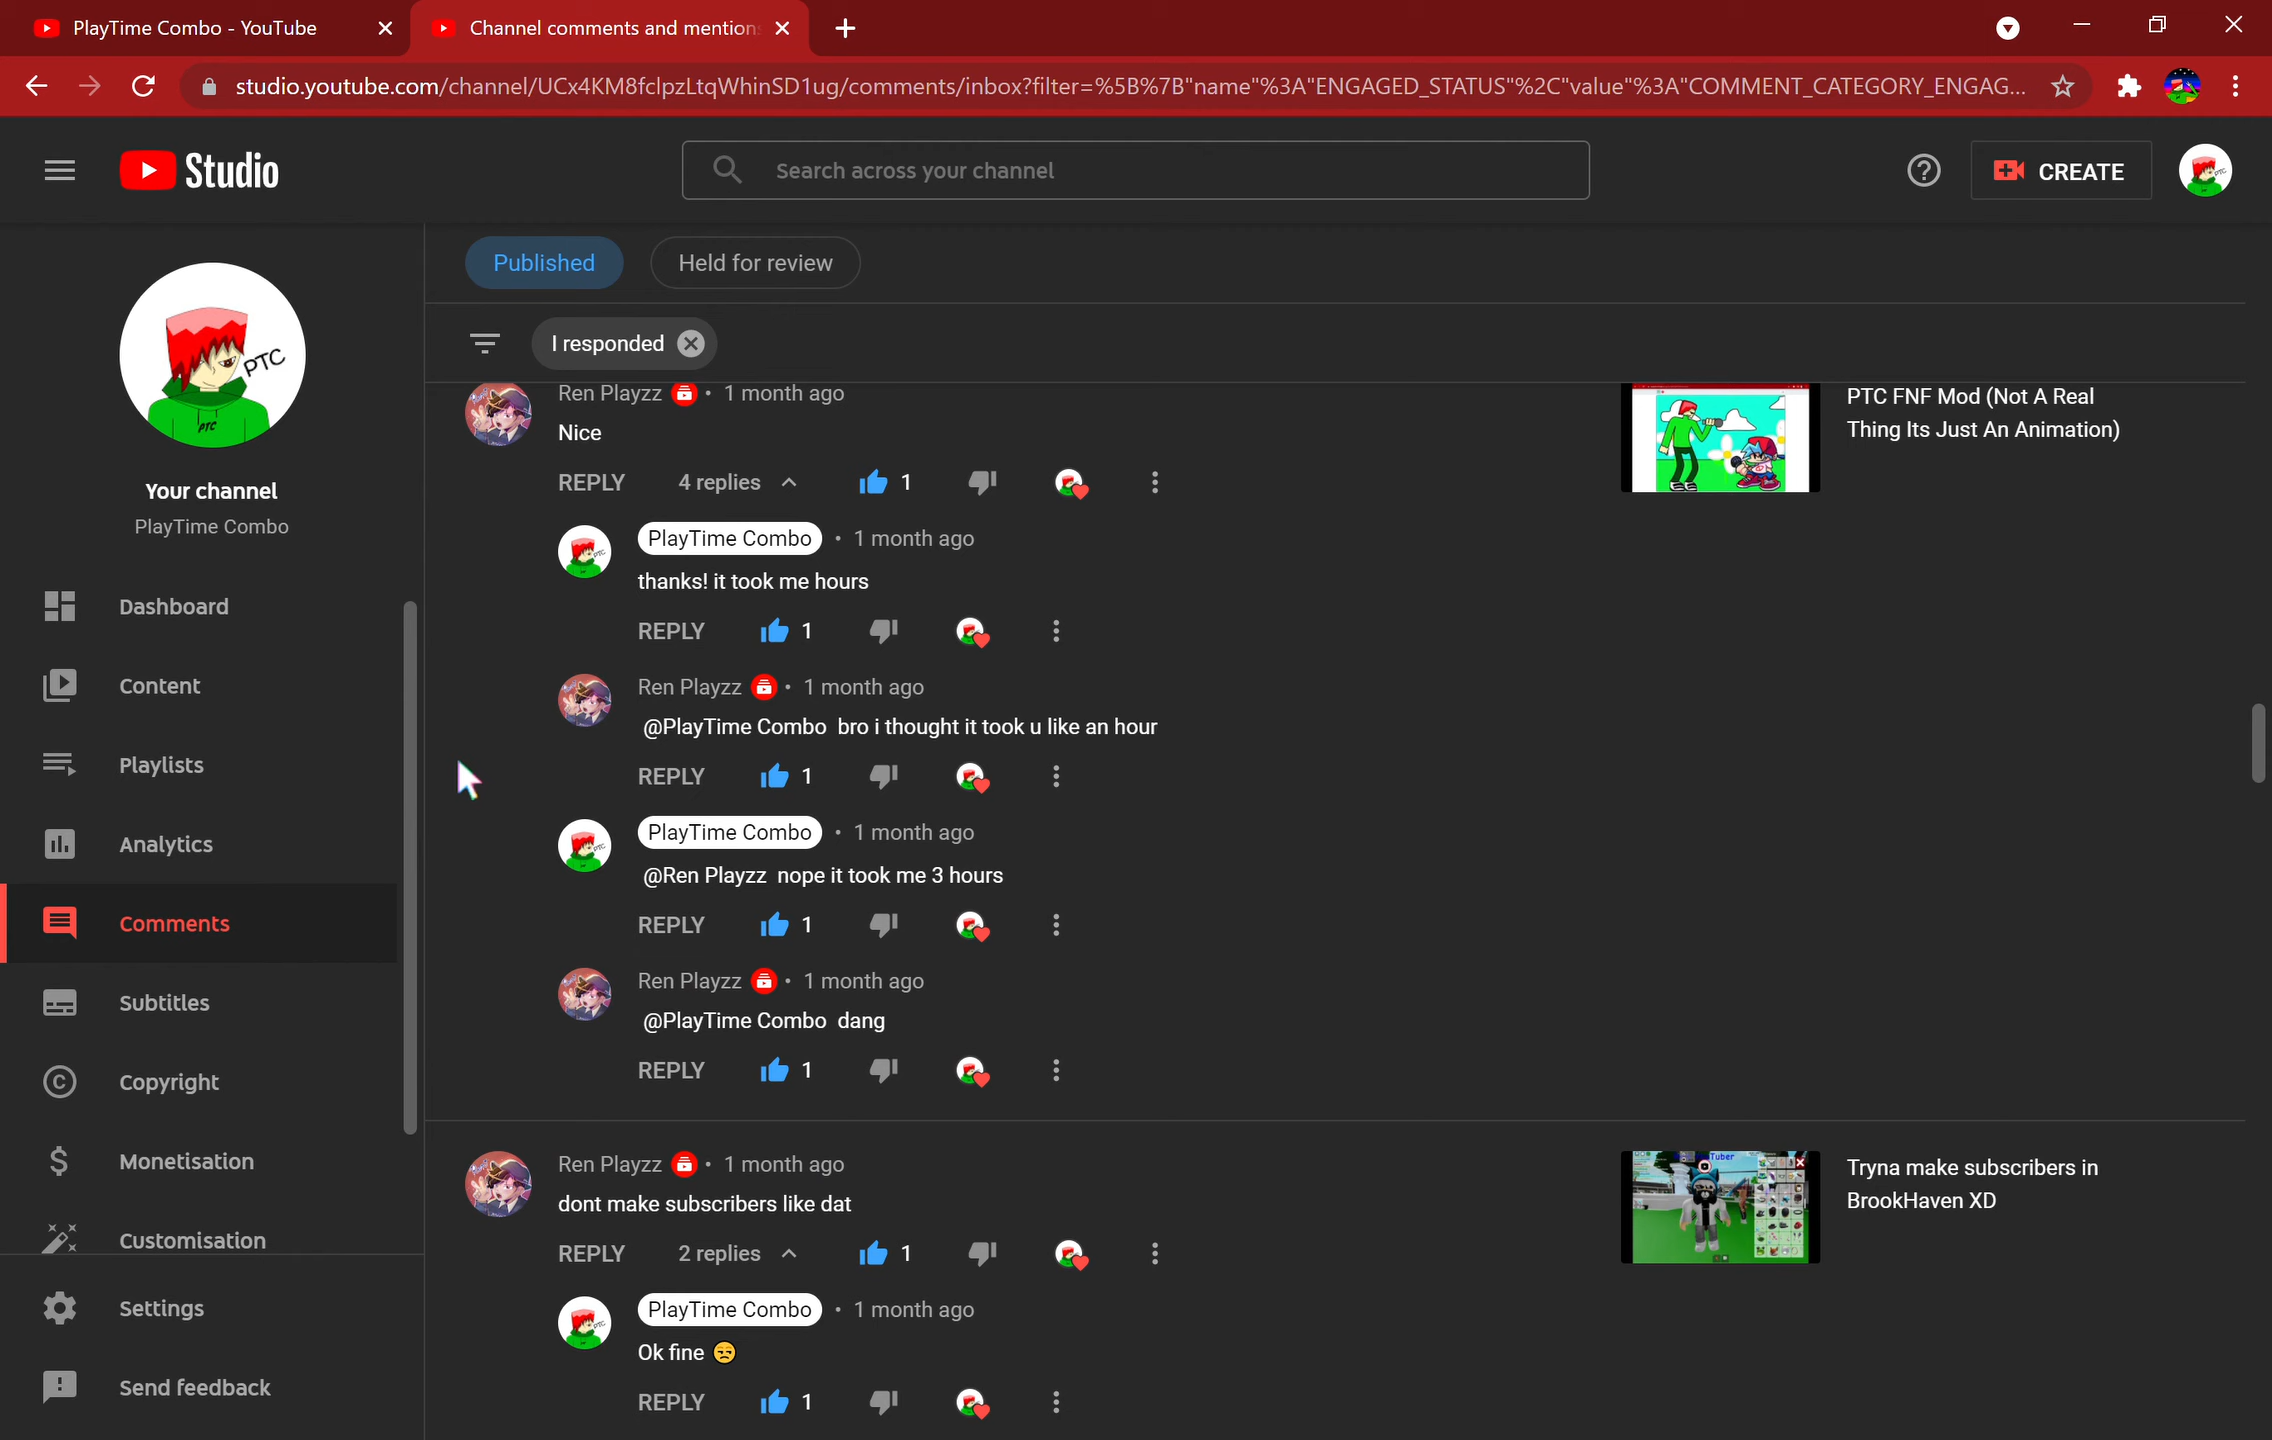 PlayTime Combo - YouTube
Channel comments and mention
studio.youtube.com/channel/UCx4KM8fclpzLtqWhinSD1ug/comments/inbox?filter=%5B%7B"name"%3A"ENGAGED_STATUS"%2C"value"%3A"COMMENT_CATEGORY_ENGAG...
Studio
Search across your channel
CREATE
PTC
PTC
Your channel
PlayTime Combo
Dashboard
Content
Playlists
Analytics
Comments
Subtitles
Copyright
Monetisation
Customisation
Settings
Send feedback
Published
Held for review
I responded
Ren Playzz • 1 month ago
Nice
REPLY 4 replies 1
PTC FNF Mod (Not A Real
Thing Its Just An Animation)
PlayTime Combo • 1 month ago
thanks! it took me hours
REPLY 1
Ren Playzz • 1 month ago
@PlayTime Combo bro i thought it took u like an hour
REPLY 1
PlayTime Combo • 1 month ago
@Ren Playzz nope it took me 3 hours
REPLY 1
Ren Playzz • 1 month ago
@PlayTime Combo dang
REPLY 1
Ren Playzz • 1 month ago
dont make subscribers like dat
REPLY 2 replies 1
Tuber
Tryna make subscribers in
BrookHaven XD
PlayTime Combo • 1 month ago
Ok fine 😒
REPLY 1